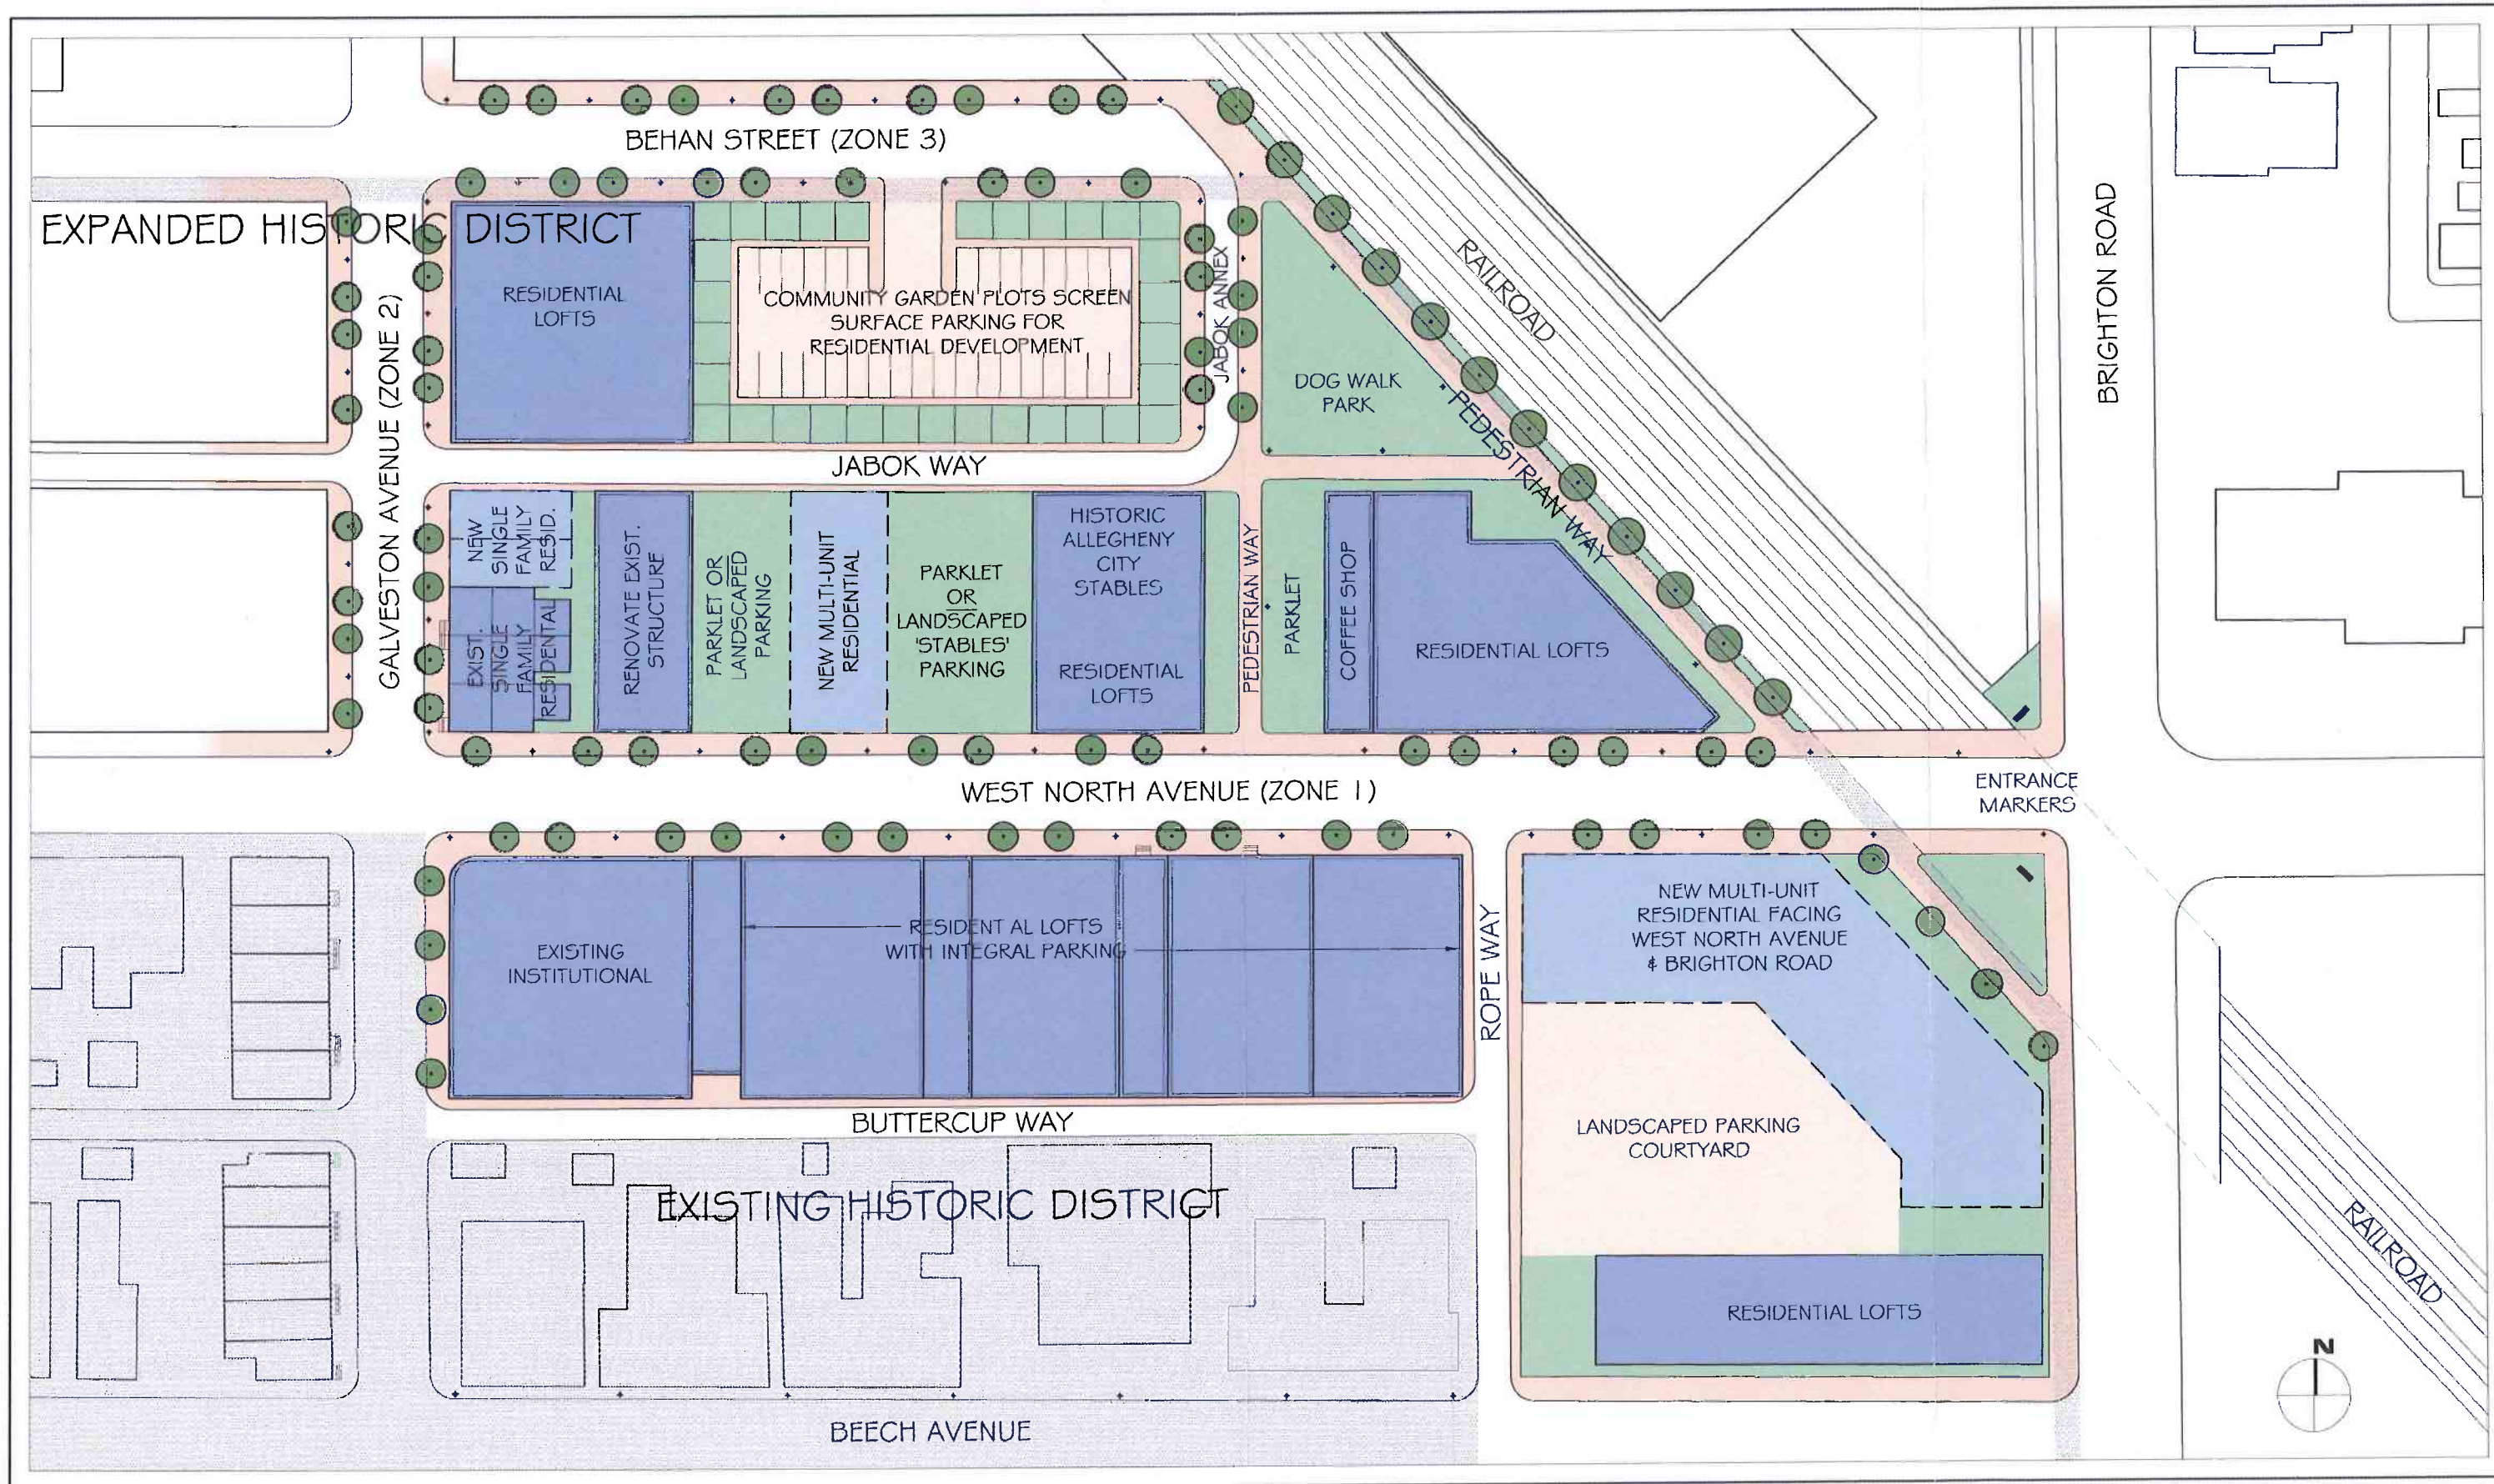 BEHAN STREET (ZONE 3)
EXPANDED HISTORIC DISTRICT
RESIDENTIAL
LOFTS
COMMUNITY GARDEN PLOTS SCREEN
SURFACE PARKING FOR
RESIDENTIAL DEVELOPMENT
JABOK ANNEX
RAILROAD
BRIGHTON ROAD
DOG WALK
PARK
PEDESTRIAN WAY
GALVESTON AVENUE (ZONE 2)
JABOK WAY
NEW
SINGLE
FAMILY
RESID.
EXIST.
SINGLE
FAMILY
RESIDENTAL
RENOVATE EXIST.
STRUCTURE
PARKLET OR
LANDSCAPED
PARKING
NEW MULTI-UNIT
RESIDENTIAL
PARKLET
OR
LANDSCAPED
'STABLES'
PARKING
HISTORIC
ALLEGHENY
CITY
STABLES
RESIDENTIAL
LOFTS
PEDESTRIAN WAY
PARKLET
COFFEE SHOP
RESIDENTIAL LOFTS
WEST NORTH AVENUE (ZONE 1)
ENTRANCE
MARKERS
EXISTING
INSTITUTIONAL
RESIDENT AL LOFTS
WITH INTEGRAL PARKING
ROPE WAY
NEW MULTI-UNIT
RESIDENTIAL FACING
WEST NORTH AVENUE
& BRIGHTON ROAD
BUTTERCUP WAY
LANDSCAPED PARKING
COURTYARD
EXISTING HISTORIC DISTRICT
RAILROAD
RESIDENTIAL LOFTS
N
BEECH AVENUE